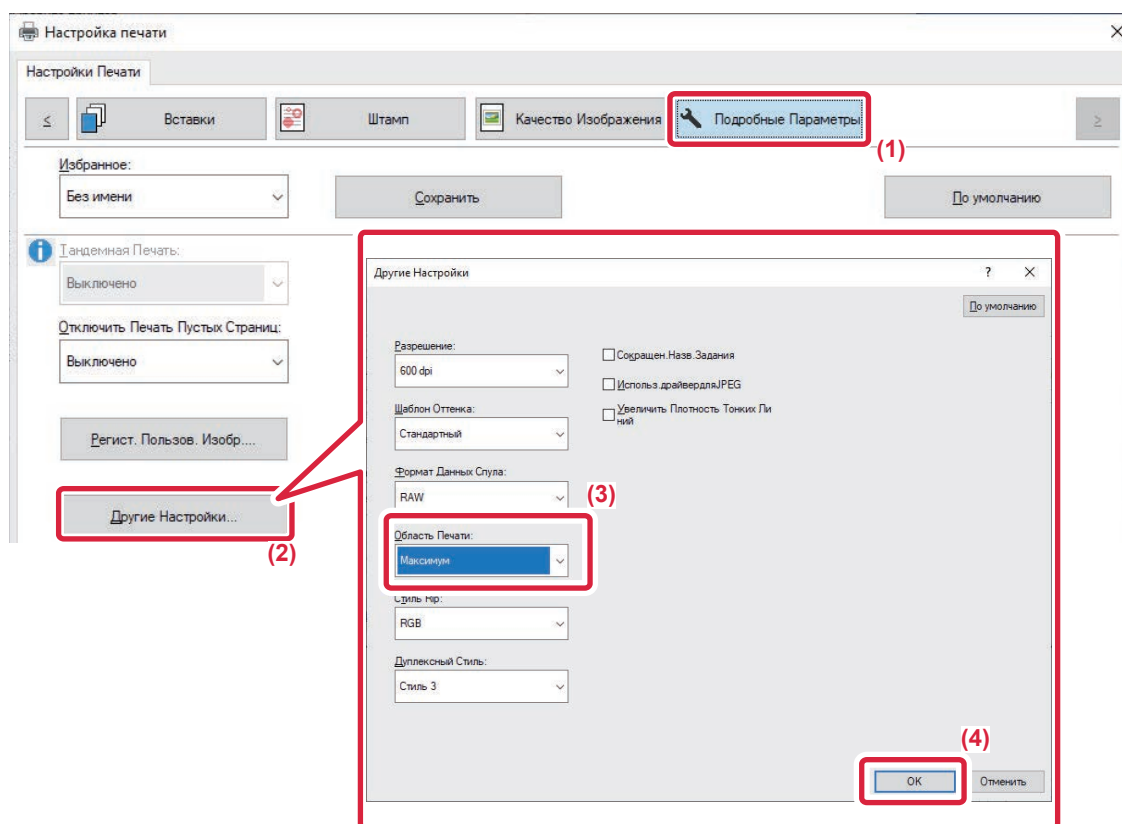 Настройка печати
Настройки Печати
<
Вставки
Штамп
Качество Изображения
Подробные Параметры
>
(1)
Избранное:
Без имени
Сохранить
По умолчанию
Тандемная Печать:
Выключено
Отключить Печать Пустых Страниц:
Выключено
Регист. Пользов. Изобр....
Другие Настройки...
(2)
Другие Настройки
?
По умолчанию
Разрешение:
600 dpi
Шаблон Оттенка:
Стандартный
Формат Данных Спула:
RAW
(3)
Область Печати:
Максимум
Стиль Rip:
RGB
Дуплексный Стиль:
Стиль 3
Сокращен.Назв.Задания
Использ.драйвердляJPEG
Увеличить Плотность Тонких Ли
ний
(4)
OK
Отменить